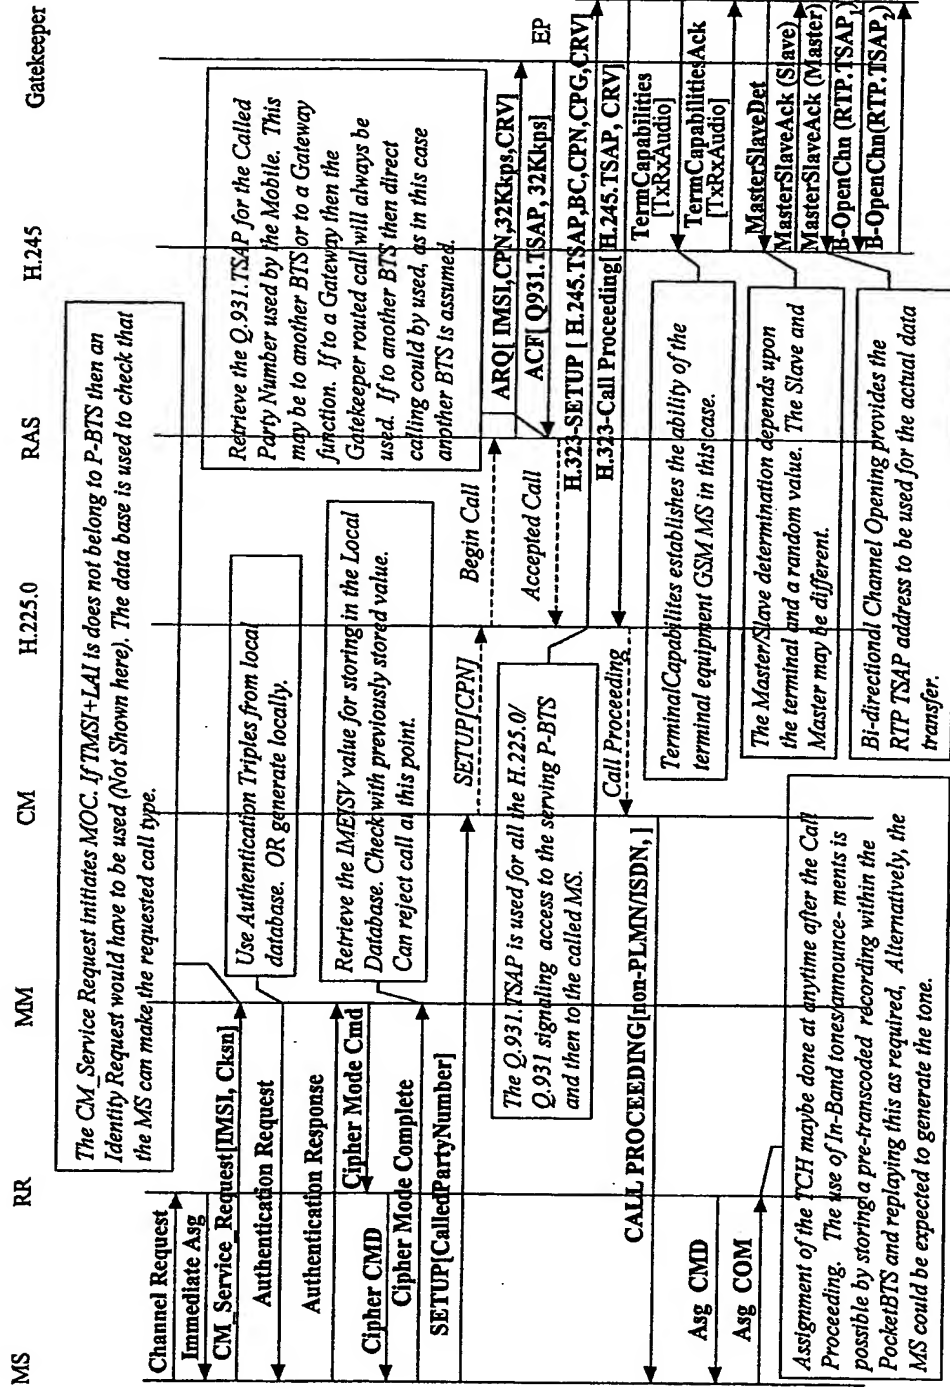 MS RR MM CM H.225.0 RAS H.245 Gatekeeper
The CM_Service Request initiates MOC. If TMSI+LAI is does not belong to P-BTS then an
Identity Request would have to be used (Not Shown here). The data base is used to check that
the MS can make the requested call type.
Channel Request
Immediate Asg
CM_Service_Request[IMSI, Cksn]
Use Authentication Triples from local
database. OR generate locally.
Authentication Request
Authentication Response
Retrieve the IMEISV value for storing in the Local
Database. Check with previously stored value.
Can reject call at this point.
Cipher Mode Cmd
Cipher CMD
Cipher Mode Complete
SETUP[CalledPartyNumber]
SETUP[CPN]
Begin Call
Retrieve the Q.931.TSAP for the Called
Party Number used by the Mobile. This
may be to another BTS or to a Gateway
function. If to a Gateway then the
Gatekeeper routed call will always be
used. If to another BTS then direct
calling could by used, as in this case
another BTS is assumed.
ARQ[ IMSI,CPN,32Kkps,CRV]
ACF[ Q931.TSAP, 32Kkps]
EP
Accepted Call
The Q.931.TSAP is used for all the H.225.0/
Q.931 signaling access to the serving P-BTS
and then to the called MS.
H.323-SETUP [ H.245.TSAP,BC,CPN,CPG,CRV]
H.323-Call Proceeding[ H.245.TSAP, CRV]
Call Proceeding
CALL PROCEEDING[non-PLMN/ISDN, ]
TerminalCapabilites establishes the ability of the
terminal equipment GSM MS in this case.
TermCapabilities
[TxRxAudio]
TermCapabilitiesAck
[TxRxAudio]
Asg CMD
Asg COM
The Master/Slave determination depends upon
the terminal and a random value. The Slave and
Master may be different.
MasterSlaveDet
MasterSlaveAck (Slave)
MasterSlaveAck (Master)
B-OpenChn (RTP.TSAP1)
B-OpenChn(RTP.TSAP2)
Assignment of the TCH maybe done at anytime after the Call
Proceeding. The use of In-Band tones/announce- ments is
possible by storing a pre-transcoded recording within the
PocketBTS and replaying this as required, Alternatively, the
MS could be expected to generate the tone.
Bi-directional Channel Opening provides the
RTP TSAP address to be used for the actual data
transfer.